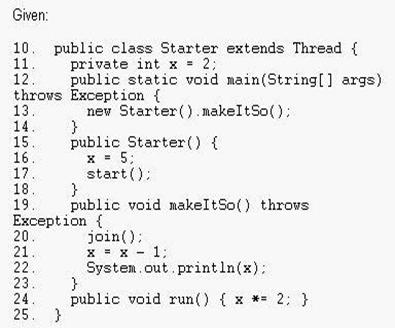 Given:
10. public class Starter extends Thread {
11. private int x = 2;
12. public static void main(String[] args)
throws Exception {
13. new Starter().makeItSo();
14. }
15. public Starter() {
16. x = 5;
17. start();
18. }
19. public void makeItSo() throws
Exception {
20. join();
21. x = x - 1;
22. System.out.println(x);
23. }
24. public void run() { x *= 2; }
25. }